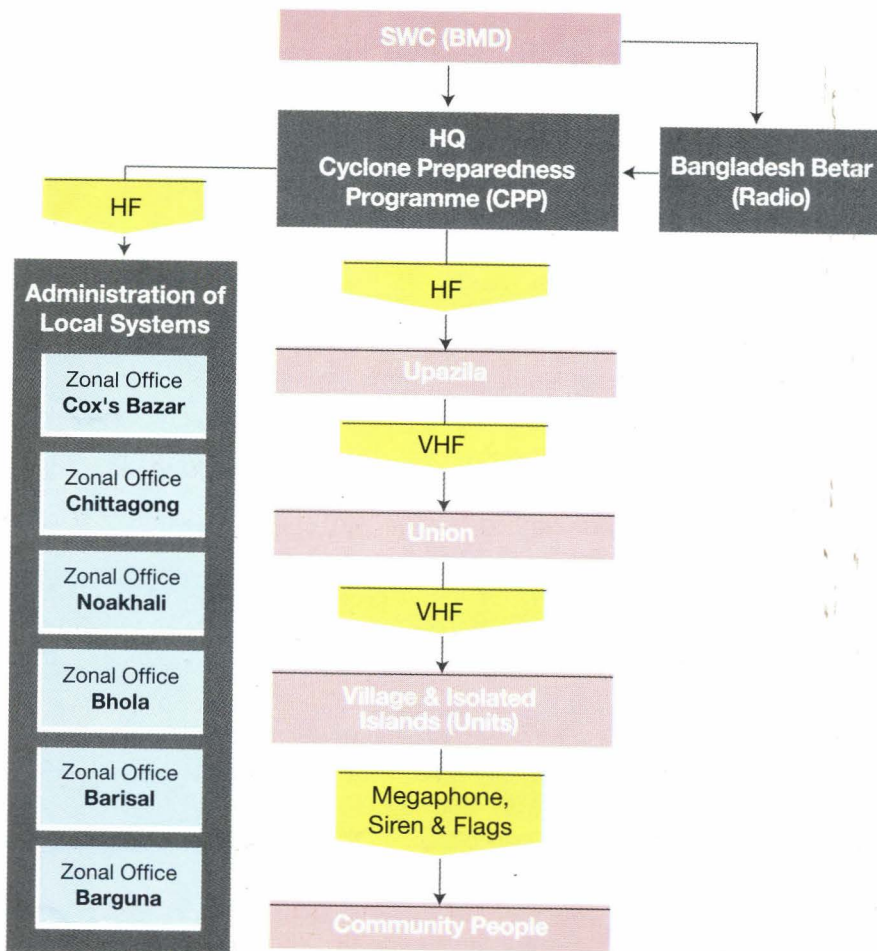 SWC (BMD)
HQ
Cyclone Preparedness
Programme (CPP)
Bangladesh Betar
(Radio)
HF
Administration of
Local Systems
Zonal Office
Cox's Bazar
Zonal Office
Chittagong
Zonal Office
Noakhali
Zonal Office
Bhola
Zonal Office
Barisal
Zonal Office
Barguna
HF
Upazila
VHF
Union
VHF
Village & Isolated
Islands (Units)
Megaphone,
Siren & Flags
Community People